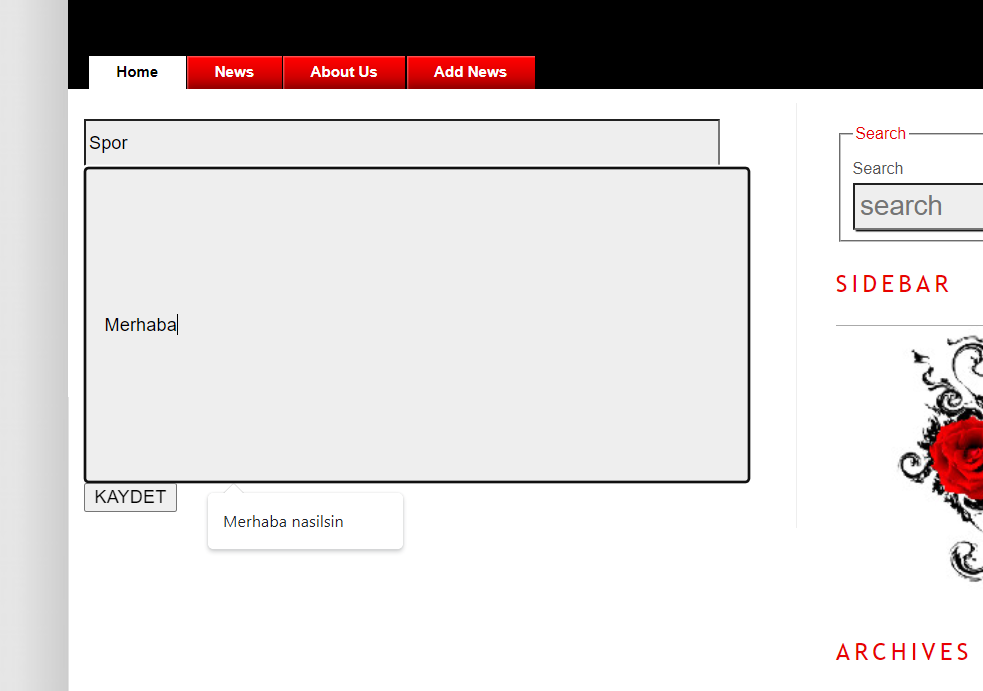 Home News About Us Add News
Spor
Merhaba
KAYDET
Merhaba nasilsin
Search
Search
search
SIDEBAR
ARCHIVES